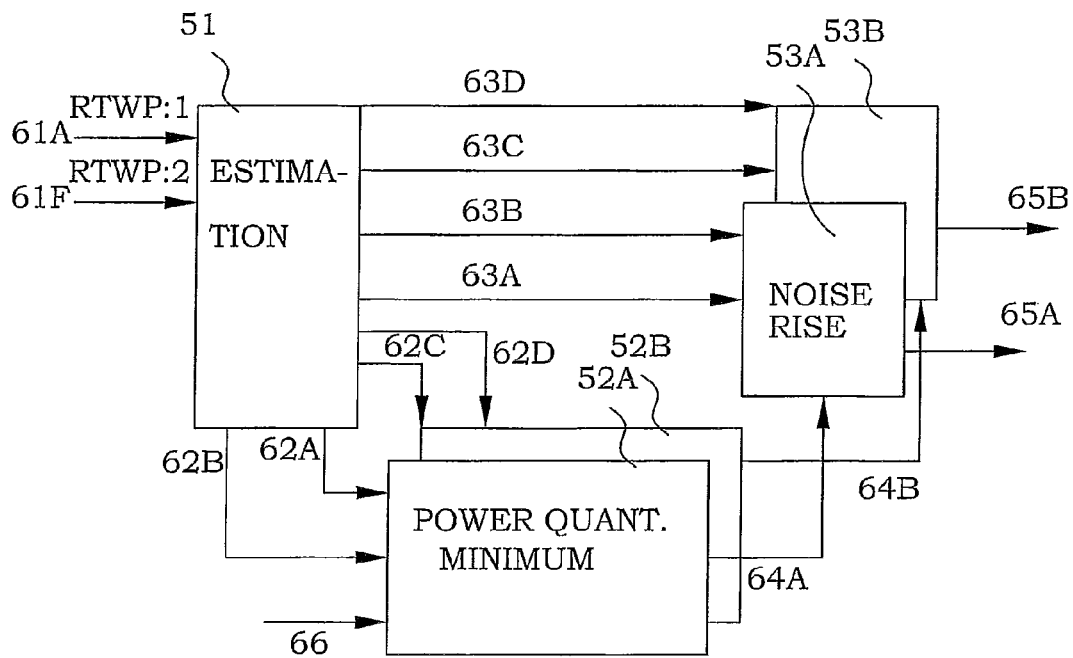 51
53B
53A
RTWP:1
61A
RTWP:2
61F
ESTIMA-
TION
63D
63C
63B
63A
65B
NOISE
RISE
65A
62C
62D
52B
52A
62B
62A
64B
POWER QUANT.
MINIMUM
64A
66